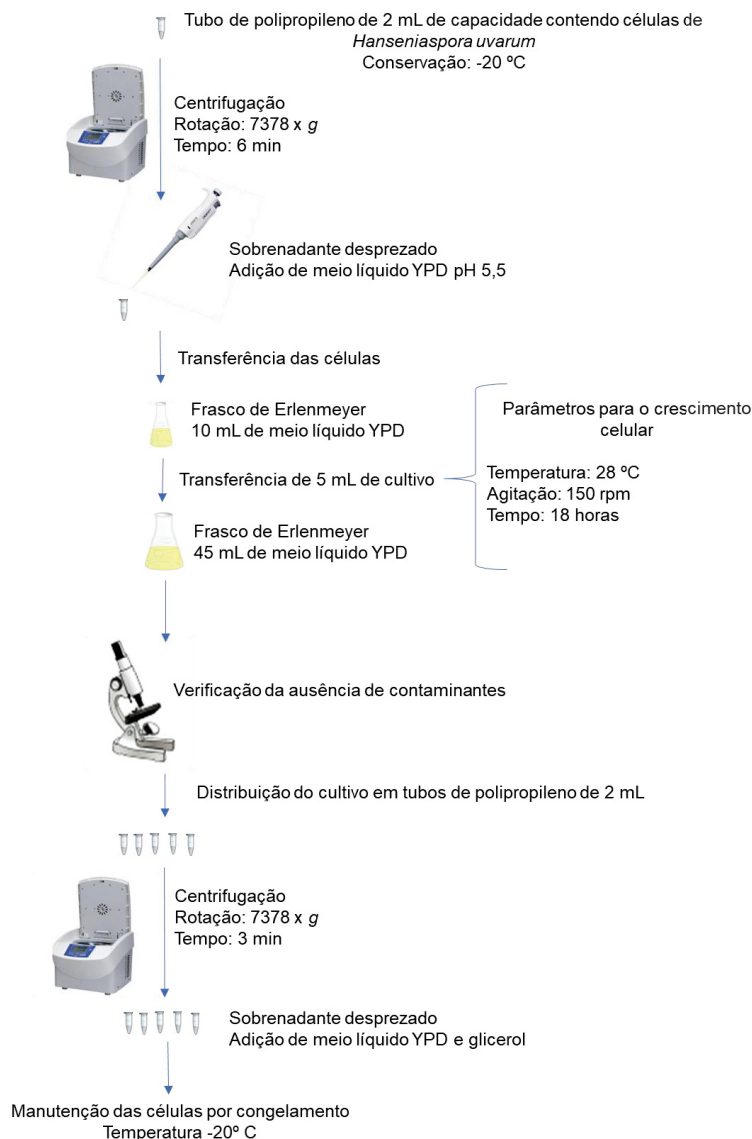 Tubo de polipropileno de 2 mL de capacidade contendo células de
Hanseniaspora uvarum
Conservação: -20 ºC
Centrifugação
Rotação: 7378 x g
Tempo: 6 min
Sobrenadante desprezado
Adição de meio líquido YPD pH 5,5
Transferência das células
Frasco de Erlenmeyer
10 mL de meio líquido YPD
Transferência de 5 mL de cultivo
Frasco de Erlenmeyer
45 mL de meio líquido YPD
Parâmetros para o crescimento
celular
Temperatura: 28 ºC
Agitação: 150 rpm
Tempo: 18 horas
Verificação da ausência de contaminantes
Distribuição do cultivo em tubos de polipropileno de 2 mL
Centrifugação
Rotação: 7378 x g
Tempo: 3 min
Sobrenadante desprezado
Adição de meio líquido YPD e glicerol
Manutenção das células por congelamento
Temperatura -20º C